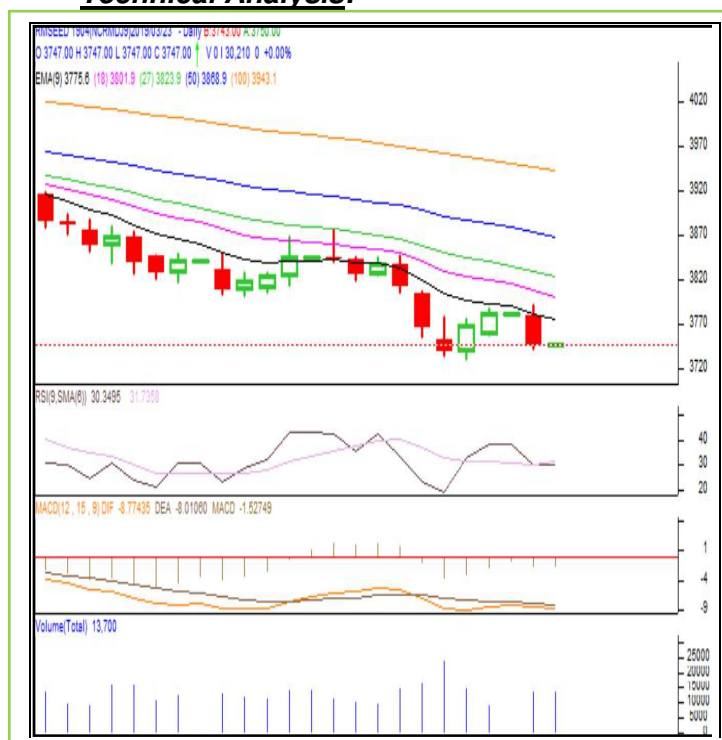 Technical Analysis:
RMSEED 1904(NCRMDJ9)2019/03/23 - Daily B:3743.00 A:3750.00
O 3747.00 H 3747.00 L 3747.00 C 3747.00 V 0 I 30,210 0 +0.00%
EMA(9) 3775.6 (18) 3801.9 (27) 3823.9 (50) 3868.9 (100) 3943.1
4020
3970
3920
3870
3820
3770
3720
RSI(9,SMA(6)) 30.3495 31.7358
40
30
20
MACD(12 , 15 , 9) DIF -8.77435 DEA -8.01060 MACD -1.52749
1
-4
-9
Volume(Total) 13,700
25000
20000
15000
10000
5000
0